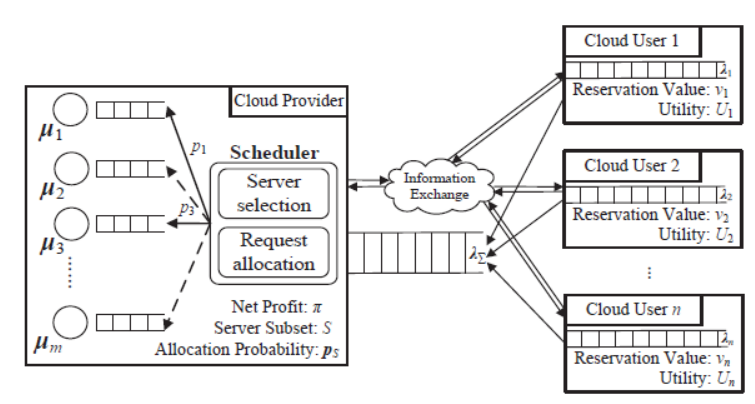 Cloud Provider
μ1
μ2
μ3
μm
p1
p3
Scheduler
Server
selection
Request
allocation
Net Profit: π
Server Subset: S
Allocation Probability: pS
Information
Exchange
λΣ
Cloud User 1
λ1
Reservation Value: v1
Utility: U1
Cloud User 2
λ2
Reservation Value: v2
Utility: U2
Cloud User n
λn
Reservation Value: vn
Utility: Un